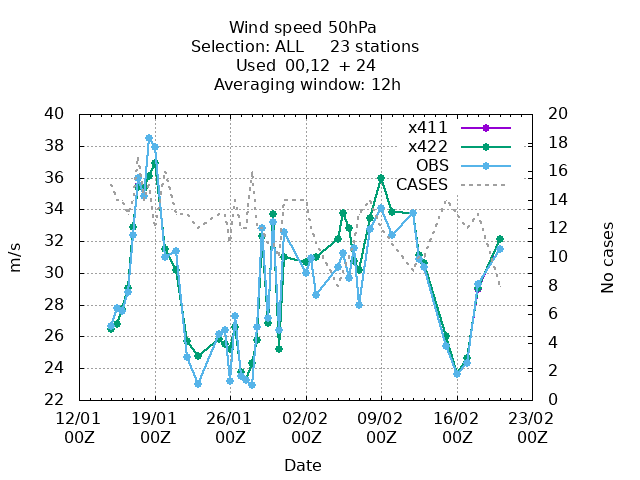 Wind speed 50hPa
Selection: ALL 23 stations
Used 00,12 + 24
Averaging window: 12h
40 20
38 18
36 16
34 14
32 12
30 10
28 8
26 6
24 4
22 2
0
m/s
No cases
x411
x422
OBS
CASES
12/01 19/01 26/01 02/02 09/02 16/02 23/02
00Z 00Z 00Z 00Z 00Z 00Z 00Z
Date